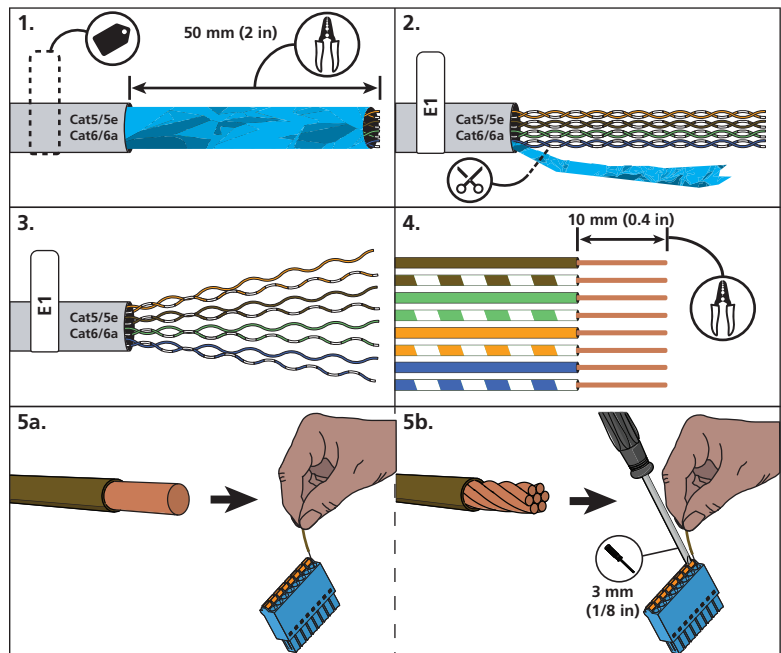 1.
50 mm (2 in)
Cat5/5e
Cat6/6a
2.
E1
Cat5/5e
Cat6/6a
3.
E1
Cat5/5e
Cat6/6a
4.
10 mm (0.4 in)
5a.
5b.
3 mm
(1/8 in)